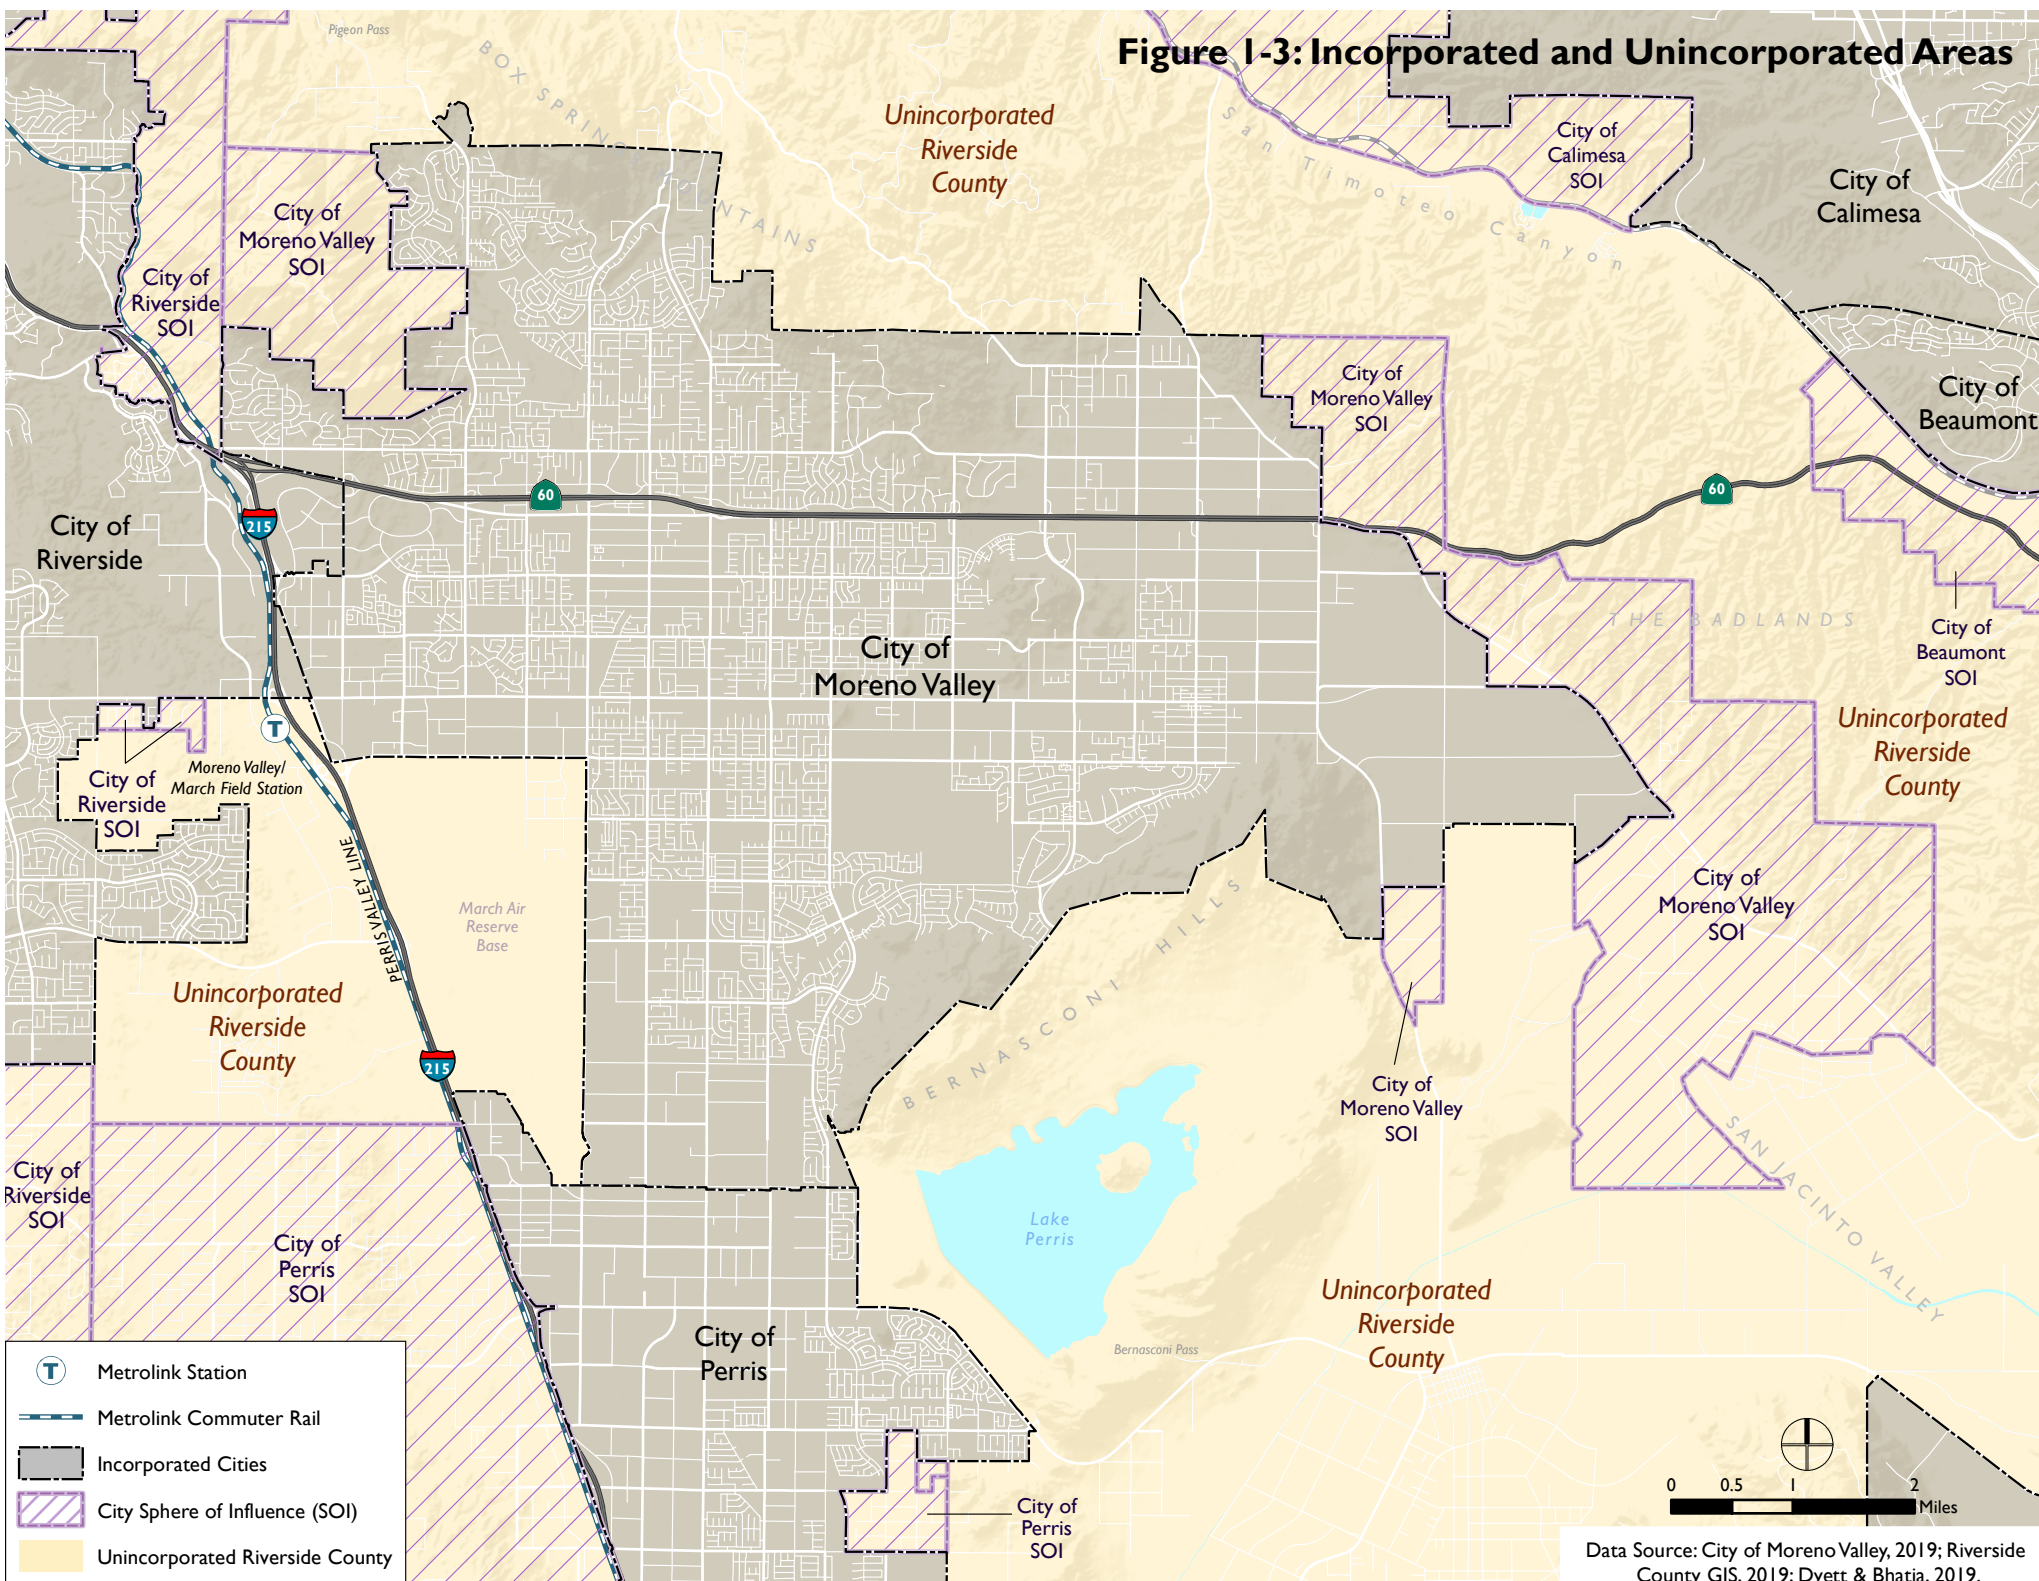 Figure 1-3: Incorporated and Unincorporated Areas
Pigeon Pass
BOX SPRING
NTAINS
Unincorporated
Riverside
County
San Timoteo Canyon
City of
Calimesa
SOI
City of
Calimesa
City of
Moreno Valley
SOI
City of
Riverside
SOI
City of
Moreno Valley
SOI
City of
Beaumont
60
60
215
City of
Riverside
City of
Moreno Valley
THE BADLANDS
City of
Beaumont
SOI
Unincorporated
Riverside
County
T
Moreno Valley/
March Field Station
City of
Riverside
SOI
PERRIS VALLEY LINE
March Air
Reserve
Base
City of
Moreno Valley
SOI
BERNASCONI HILLS
Unincorporated
Riverside
County
215
City of
Moreno Valley
SOI
SAN JACINTO VALLEY
City of
Riverside
SOI
City of
Perris
SOI
Lake
Perris
Unincorporated
Riverside
County
City of
Perris
Bernasconi Pass
City of
Perris
SOI
T
Metrolink Station
Metrolink Commuter Rail
Incorporated Cities
City Sphere of Influence (SOI)
Unincorporated Riverside County
0 0.5 1 2
Miles
Data Source: City of Moreno Valley, 2019; Riverside
County GIS, 2019; Dyett & Bhatia, 2019.